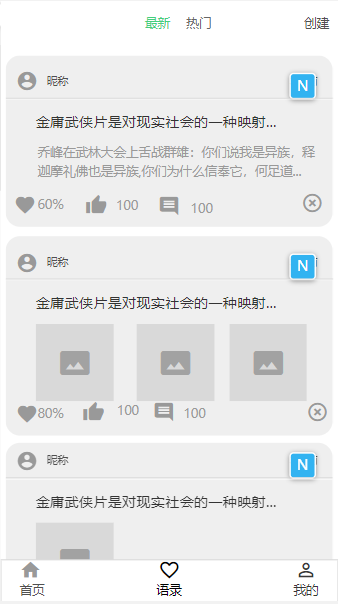 最新 热门 创建
昵称 N
金庸武侠片是对现实社会的一种映射...
乔峰在武林大会上舌战群雄：你们说我是异族，释
迦摩礼佛也是异族,你们为什么信奉它，何足道...
60% 100 100
昵称 N
金庸武侠片是对现实社会的一种映射...
80% 100 100
昵称 N
金庸武侠片是对现实社会的一种映射...
首页 语录 我的